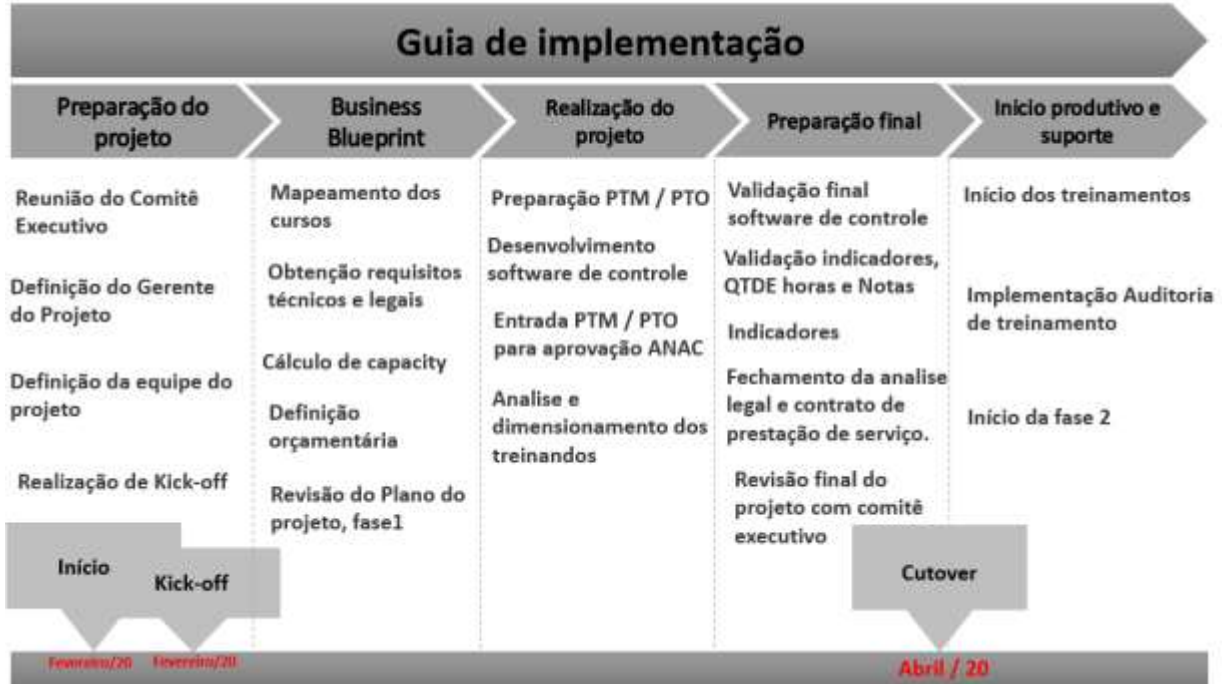 Guia de implementação
Preparação do
projeto
Business
Blueprint
Realização do
projeto
Preparação final
Início produtivo e
suporte
Reunião do Comitê
Executivo
Definição do Gerente
do Projeto
Definição da equipe do
projeto
Realização de Kick-off
Mapeamento dos
cursos
Obtenção requisitos
técnicos e legais
Cálculo de capacity
Definição
orçamentária
Revisão do Plano do
projeto, fase1
Preparação PTM / PTO
Desenvolvimento
software de controle
Entrada PTM / PTO
para aprovação ANAC
Analise e
dimensionamento dos
treinandos
Validação final
software de controle
Validação indicadores,
QTDE horas e Notas
Indicadores
Fechamento da analise
legal e contrato de
prestação de serviço.
Revisão final do
projeto com comitê
executivo
Início dos treinamentos
Implementação Auditoria
de treinamento
Início da fase 2
Início
Kick-off
Cutover
Fevereiro/20
Fevereiro/20
Abril / 20